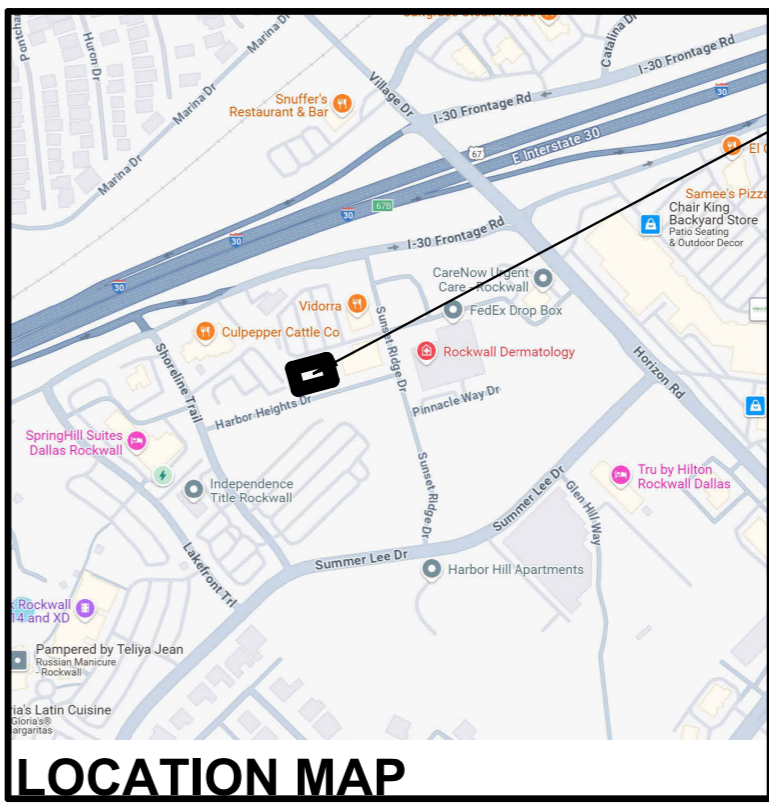 Marina Dr
Catalina Dr
Huron Dr
I-30 Frontage Rd
Village Dr
30
Snuffer's
Restaurant & Bar
Marina Dr
I-30 Frontage Rd
67
E Interstate 30
El
Marina Dr
67B
Samee's Pizza
30
Chair King
Backyard Store
Patio Seating
& Outdoor Decor
30
I-30 Frontage Rd
CareNow Urgent
Care - Rockwall
30
Vidorra
FedEx Drop Box
Culpepper Cattle Co
Sunset Ridge Dr
Rockwall Dermatology
Shoreline Trail
Horizon Rd
Harbor Heights Dr
Pinnacle Way Dr
SpringHill Suites
Dallas Rockwall
Tru by Hilton
Rockwall Dallas
Independence
Title Rockwall
Sunset Ridge Dr
Summer Lee Dr
Glen Hill Way
Summer Lee Dr
Lakefront Trl
Harbor Hill Apartments
Rockwall
14 and XD
Pampered by Teliya Jean
Russian Manicure
- Rockwall
ria's Latin Cuisine
Gloria's®
argaritas
LOCATION MAP